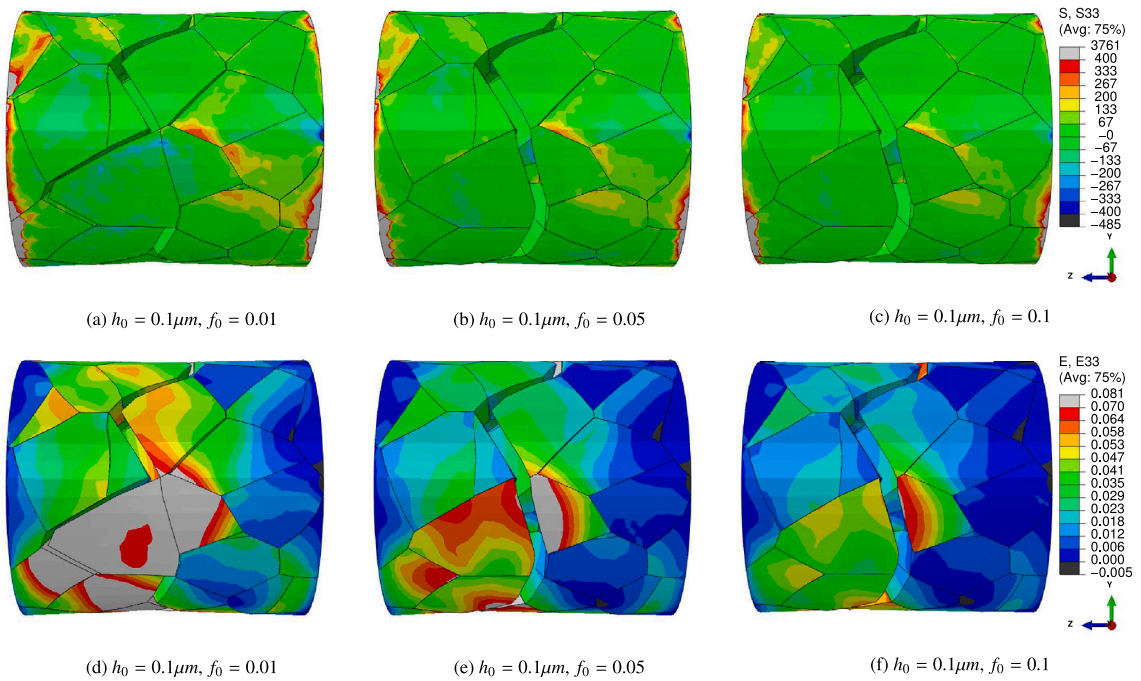 S, S33
(Avg: 75%)
3761
400
333
267
200
133
67
−0
−67
−133
−200
−267
−333
−400
−485
Y
Z
(a) h₀ = 0.1μm, f₀ = 0.01
(b) h₀ = 0.1μm, f₀ = 0.05
(c) h₀ = 0.1μm, f₀ = 0.1
E, E33
(Avg: 75%)
0.081
0.070
0.064
0.058
0.053
0.047
0.041
0.035
0.029
0.023
0.018
0.012
0.006
0.000
−0.005
Y
Z
(d) h₀ = 0.1μm, f₀ = 0.01
(e) h₀ = 0.1μm, f₀ = 0.05
(f) h₀ = 0.1μm, f₀ = 0.1